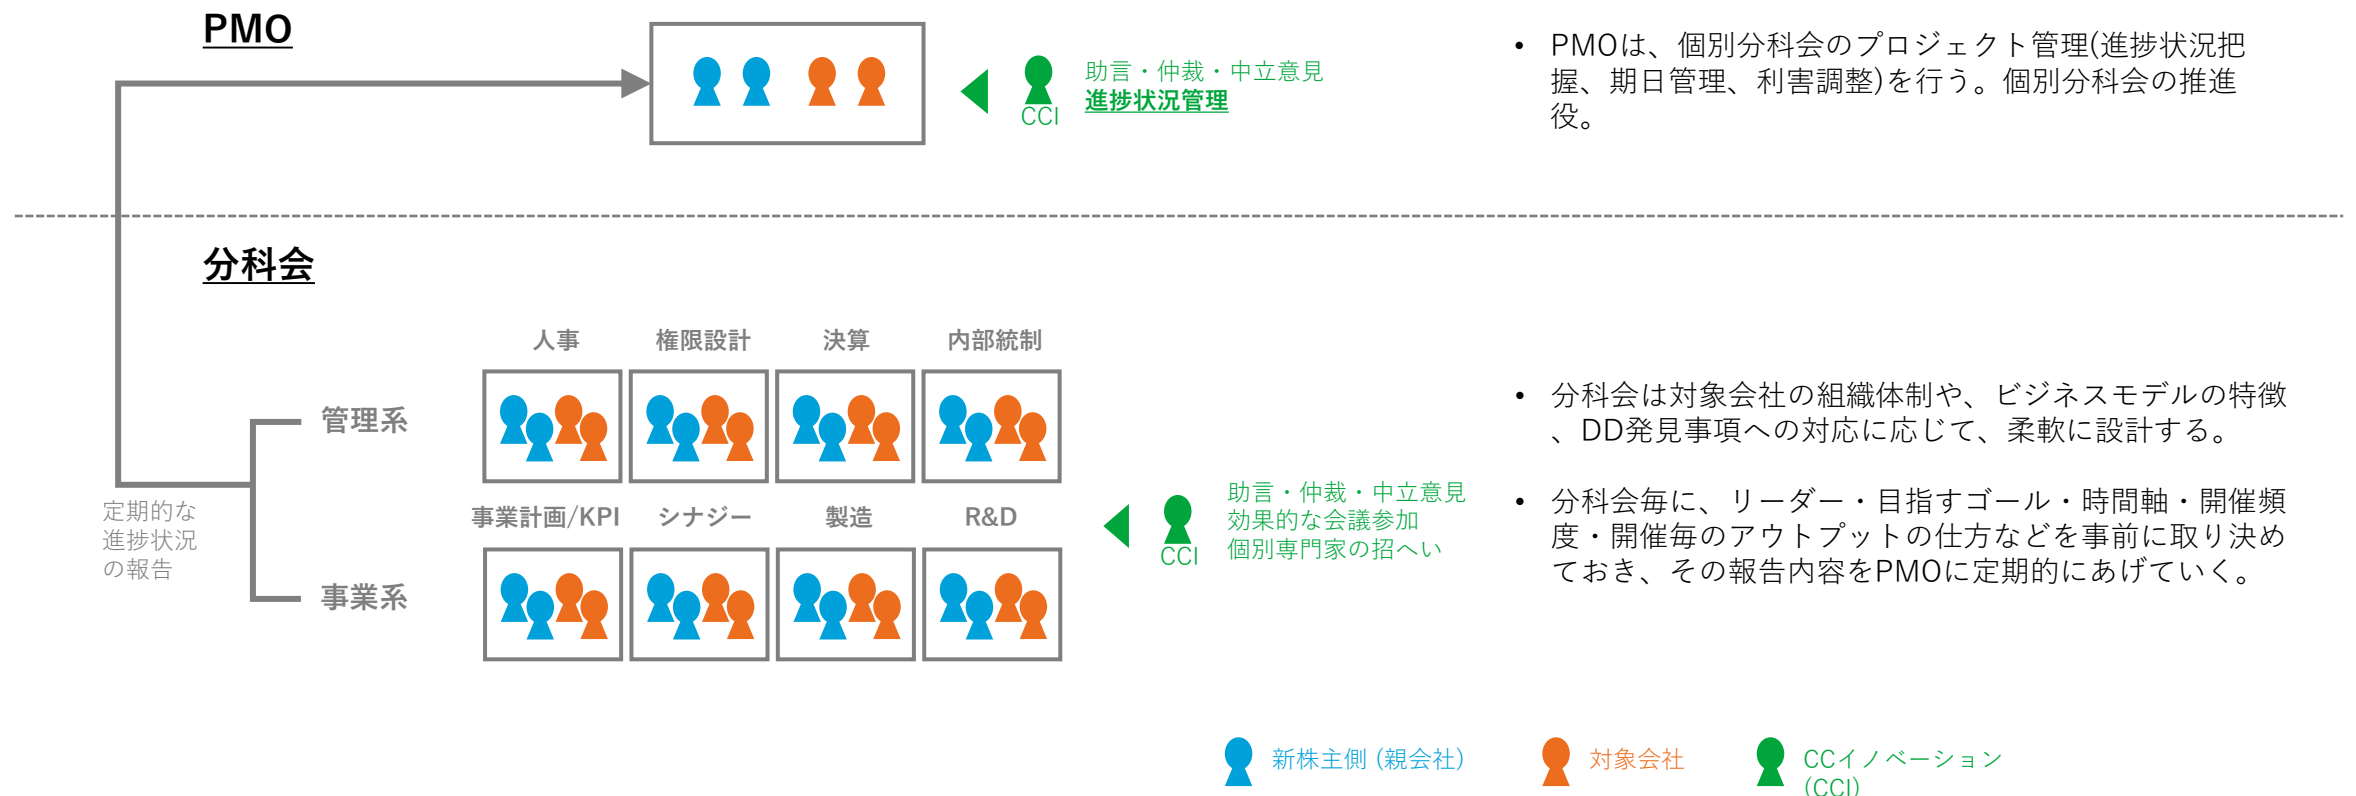 PMO
CCI
助言・仲裁・中立意見
進捗状況管理
• PMOは、個別分科会のプロジェクト管理(進捗状況把
握、期日管理、利害調整)を行う。個別分科会の推進
役。
分科会
人事 権限設計 決算 内部統制
管理系
定期的な
進捗状況
の報告
事業計画/KPI シナジー 製造 R&D
事業系
CCI
助言・仲裁・中立意見
効果的な会議参加
個別専門家の招へい
• 分科会は対象会社の組織体制や、ビジネスモデルの特徴
、DD発見事項への対応に応じて、柔軟に設計する。
• 分科会毎に、リーダー・目指すゴール・時間軸・開催頻
度・開催毎のアウトプットの仕方などを事前に取り決め
ておき、その報告内容をPMOに定期的にあげていく。
新株主側 (親会社)
対象会社
CCイノベーション
(CCI)